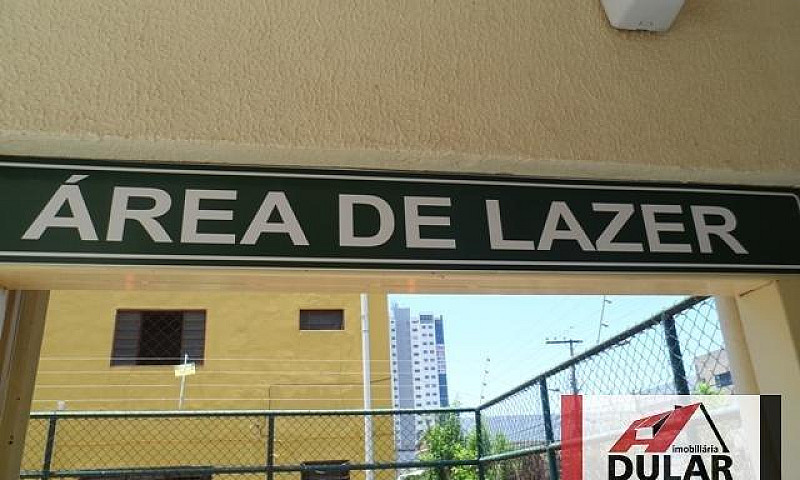 ÁREA DE LAZER
imobiliária
DULAR